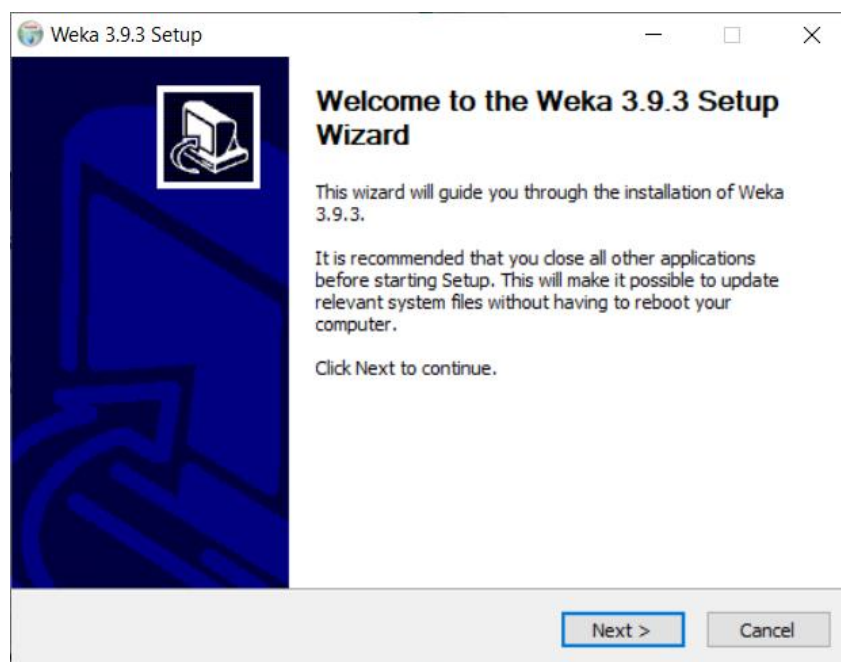 Weka 3.9.3 Setup
Welcome to the Weka 3.9.3 Setup
Wizard
This wizard will guide you through the installation of Weka
3.9.3.
It is recommended that you close all other applications
before starting Setup. This will make it possible to update
relevant system files without having to reboot your
computer.
Click Next to continue.
Next >
Cancel